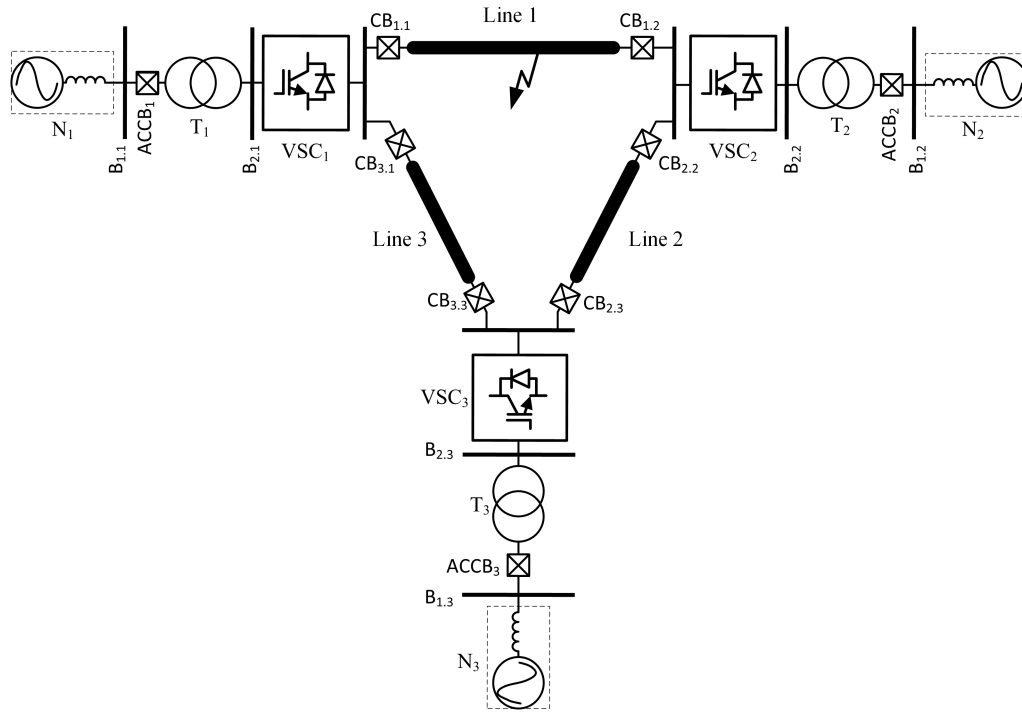 Line 1
CB1.1
CB1.2
N1
B1.1
ACCB1
T1
B2.1
VSC1
CB3.1
CB2.2
VSC2
B2.2
T2
ACCB2
B1.2
N2
Line 3
Line 2
CB3.3
CB2.3
VSC3
B2.3
T3
ACCB3
B1.3
N3